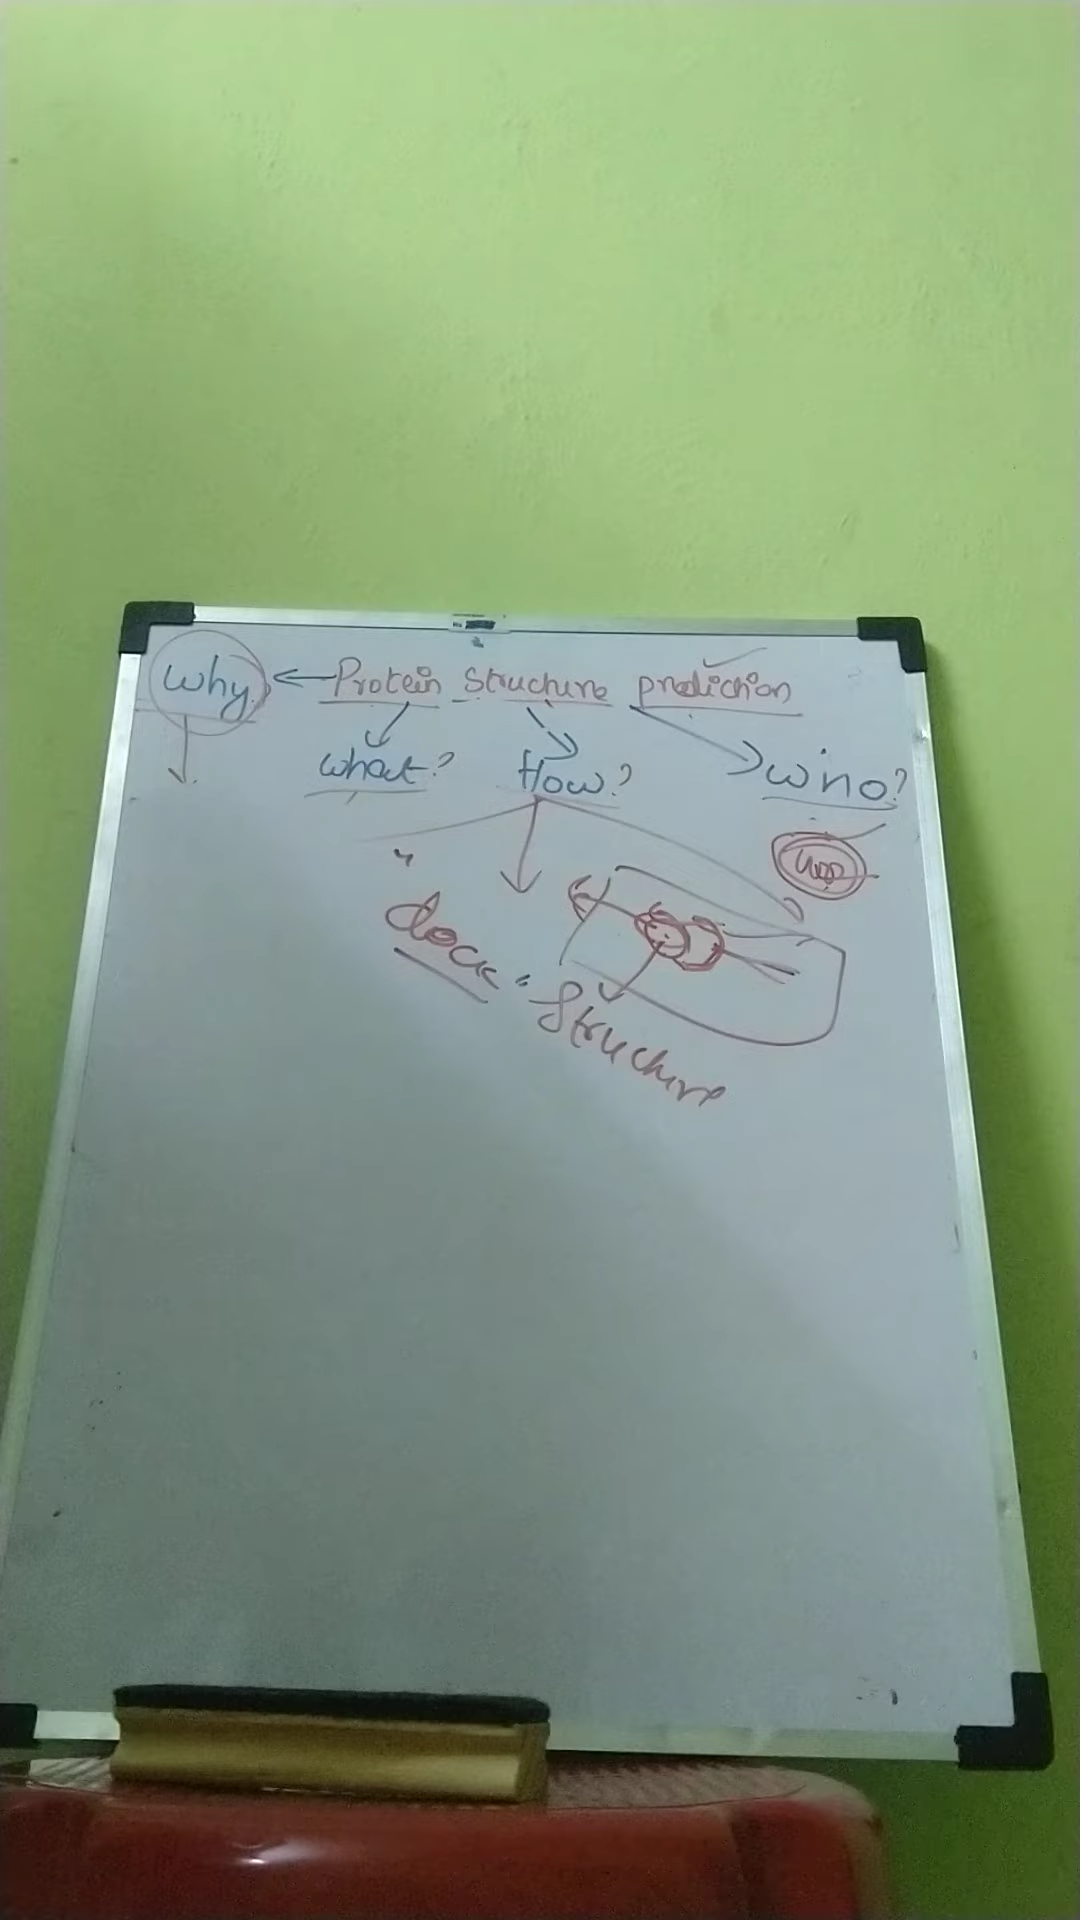 why Protein Structure prediction
what? How? who?
"dock"
Structure